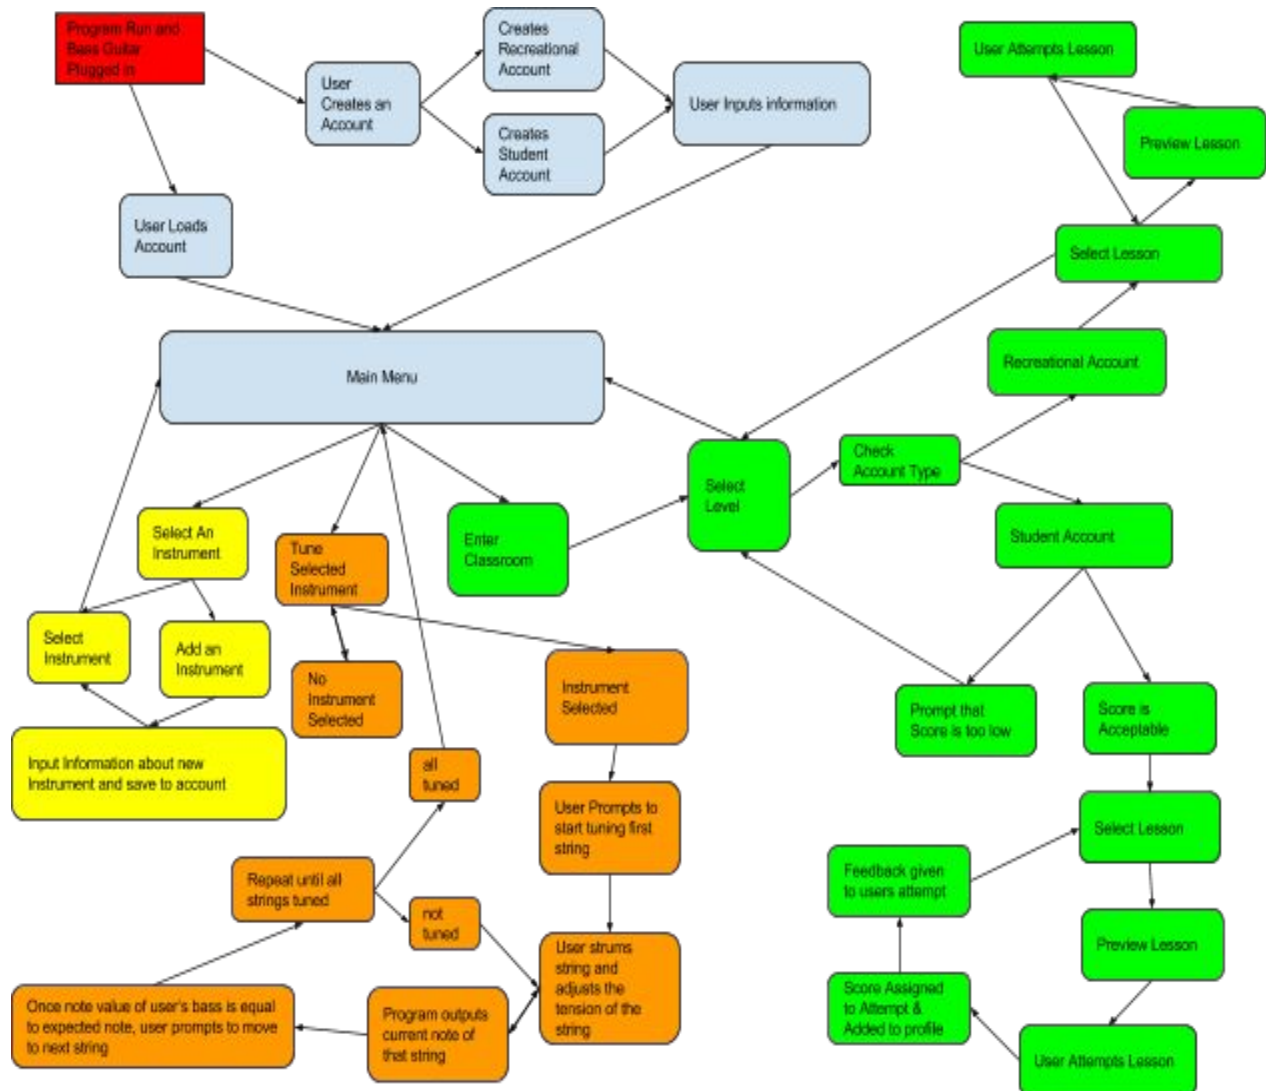 Program Run and
Bass Guitar
Plugged in
User
Creates an
Account
Creates
Recreational
Account
Creates
Student
Account
User Inputs information
User Loads
Account
Main Menu
User Attempts Lesson
Preview Lesson
Select Lesson
Recreational Account
Check
Account Type
Select
Level
Student Account
Enter
Classroom
Select An
Instrument
Tune
Selected
Instrument
Select
Instrument
Add an
Instrument
Input Information about new
Instrument and save to account
No
Instrument
Selected
Instrument
Selected
all
tuned
User Prompts to
start tuning first
string
Repeat until all
strings tuned
not
tuned
User strums
string and
adjusts the
tension of the
string
Program outputs
current note of
that string
Once note value of user's bass is equal
to expected note, user prompts to move
to next string
Prompt that
Score is too low
Score is
Acceptable
Select Lesson
Feedback given
to users attempt
Preview Lesson
Score Assigned
to Attempt &
Added to profile
User Attempts Lesson